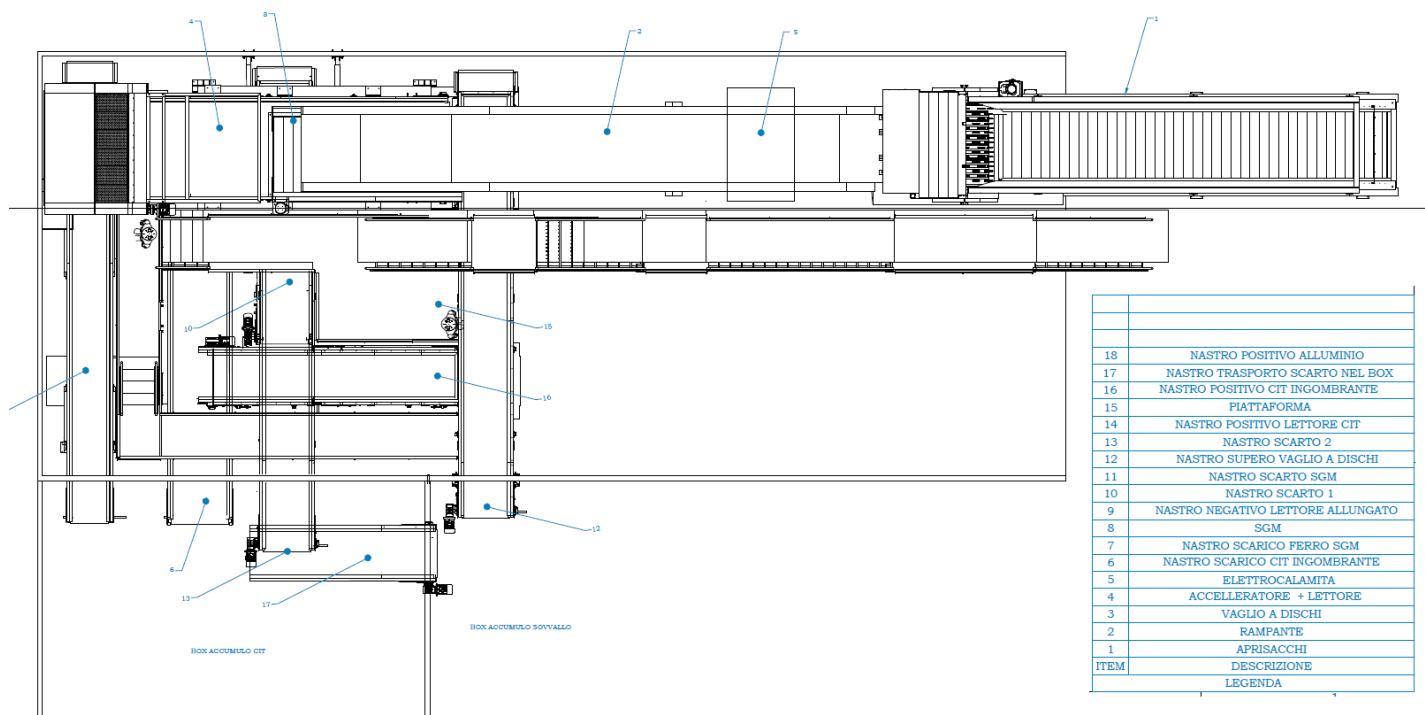 4
8
2
5
1
10
15
16
6
13
17
12
BOX ACCUMULO SOVVALLO
BOX ACCUMULO CIT
18 NASTRO POSITIVO ALLUMINIO
17 NASTRO TRASPORTO SCARTO NEL BOX
16 NASTRO POSITIVO CIT INGOMBRANTE
15 PIATTAFORMA
14 NASTRO POSITIVO LETTORE CIT
13 NASTRO SCARTO 2
12 NASTRO SUPERO VAGLIO A DISCHI
11 NASTRO SCARTO SGM
10 NASTRO SCARTO 1
9 NASTRO NEGATIVO LETTORE ALLUNGATO
8 SGM
7 NASTRO SCARICO FERRO SGM
6 NASTRO SCARICO CIT INGOMBRANTE
5 ELETTROCALAMITA
4 ACCELLERATORE + LETTORE
3 VAGLIO A DISCHI
2 RAMPANTE
1 APRISACCHI
ITEM DESCRIZIONE
LEGENDA